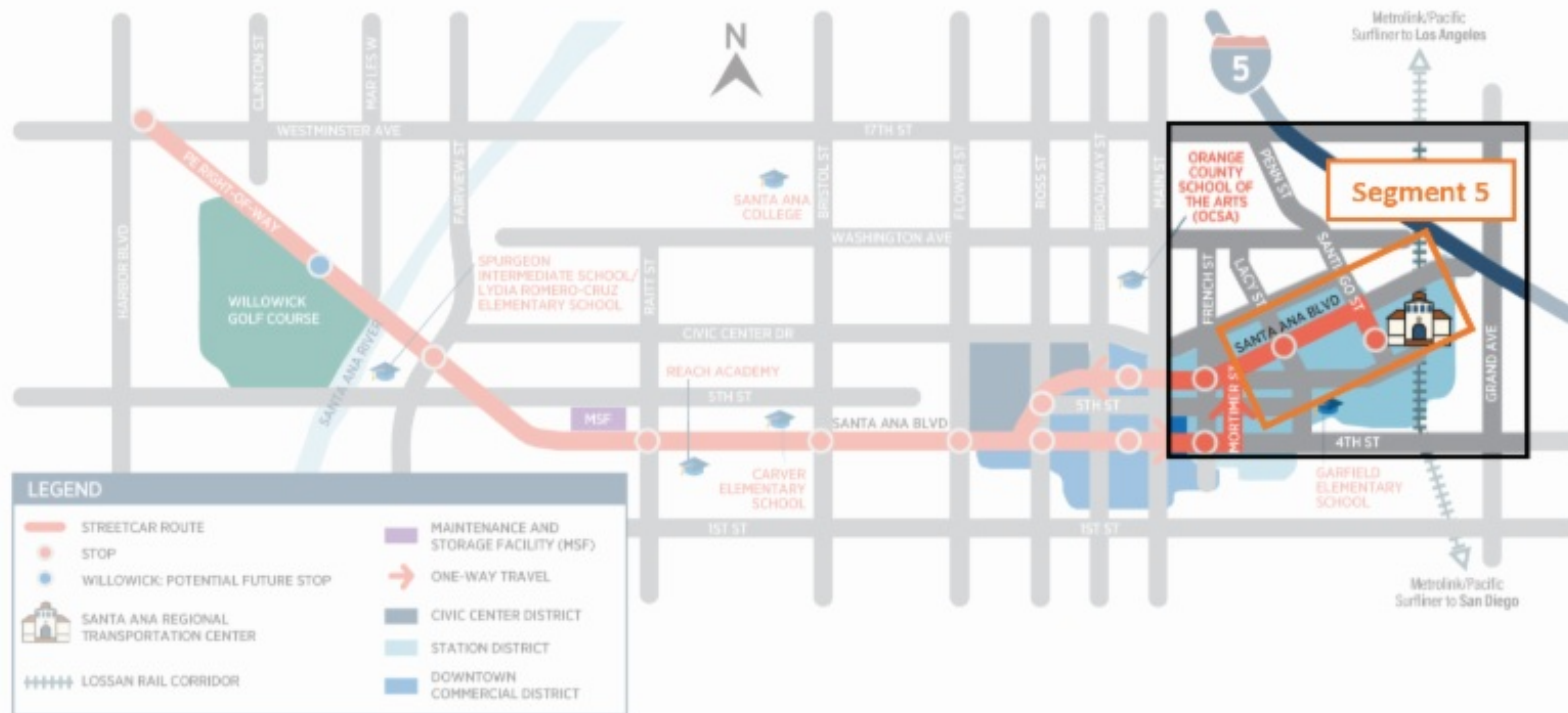 Metrolink/Pacific
Surfliner to Los Angeles
N
5
CLINTON ST
WESTMINSTER AVE
17TH ST
PE RIGHT-OF-WAY
HARBOR BLVD
FAIRVIEW ST
SANTA ANA
COLLEGE
BRISTOL ST
FLOWER ST
ROSS ST
BROADWAY ST
MAIN ST
ORANGE
COUNTY
SCHOOL OF
THE ARTS
(OCSA)
PENN ST
Segment 5
WASHINGTON AVE
SPURGEON
INTERMEDIATE SCHOOL/
LYDIA ROMERO-CRUZ
ELEMENTARY SCHOOL
RAITT ST
WILLOWICK
GOLF COURSE
SANTA ANA RIVER
CIVIC CENTER DR
FRENCH ST
LACY ST
SANTA ANA BLVD
GRAND AVE
REACH ACADEMY
5TH ST
5TH ST
MORTIMER ST
MSF
SANTA ANA BLVD
4TH ST
CARVER
ELEMENTARY
SCHOOL
GARFIELD
ELEMENTARY
SCHOOL
1ST ST
1ST ST
Metrolink/Pacific
Surfliner to San Diego
LEGEND
STREETCAR ROUTE
STOP
WILLOWICK: POTENTIAL FUTURE STOP
SANTA ANA REGIONAL
TRANSPORTATION CENTER
LOSSAN RAIL CORRIDOR
MAINTENANCE AND
STORAGE FACILITY (MSF)
ONE-WAY TRAVEL
CIVIC CENTER DISTRICT
STATION DISTRICT
DOWNTOWN
COMMERCIAL DISTRICT